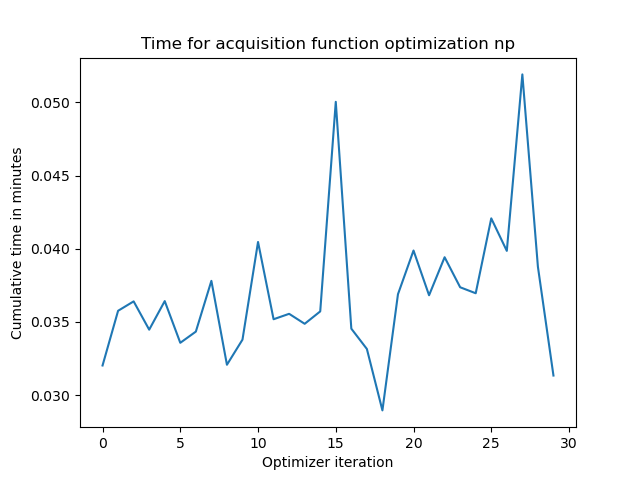 Time for acquisition function optimization np
Cumulative time in minutes
0.050
0.045
0.040
0.035
0.030
0 5 10 15 20 25 30
Optimizer iteration